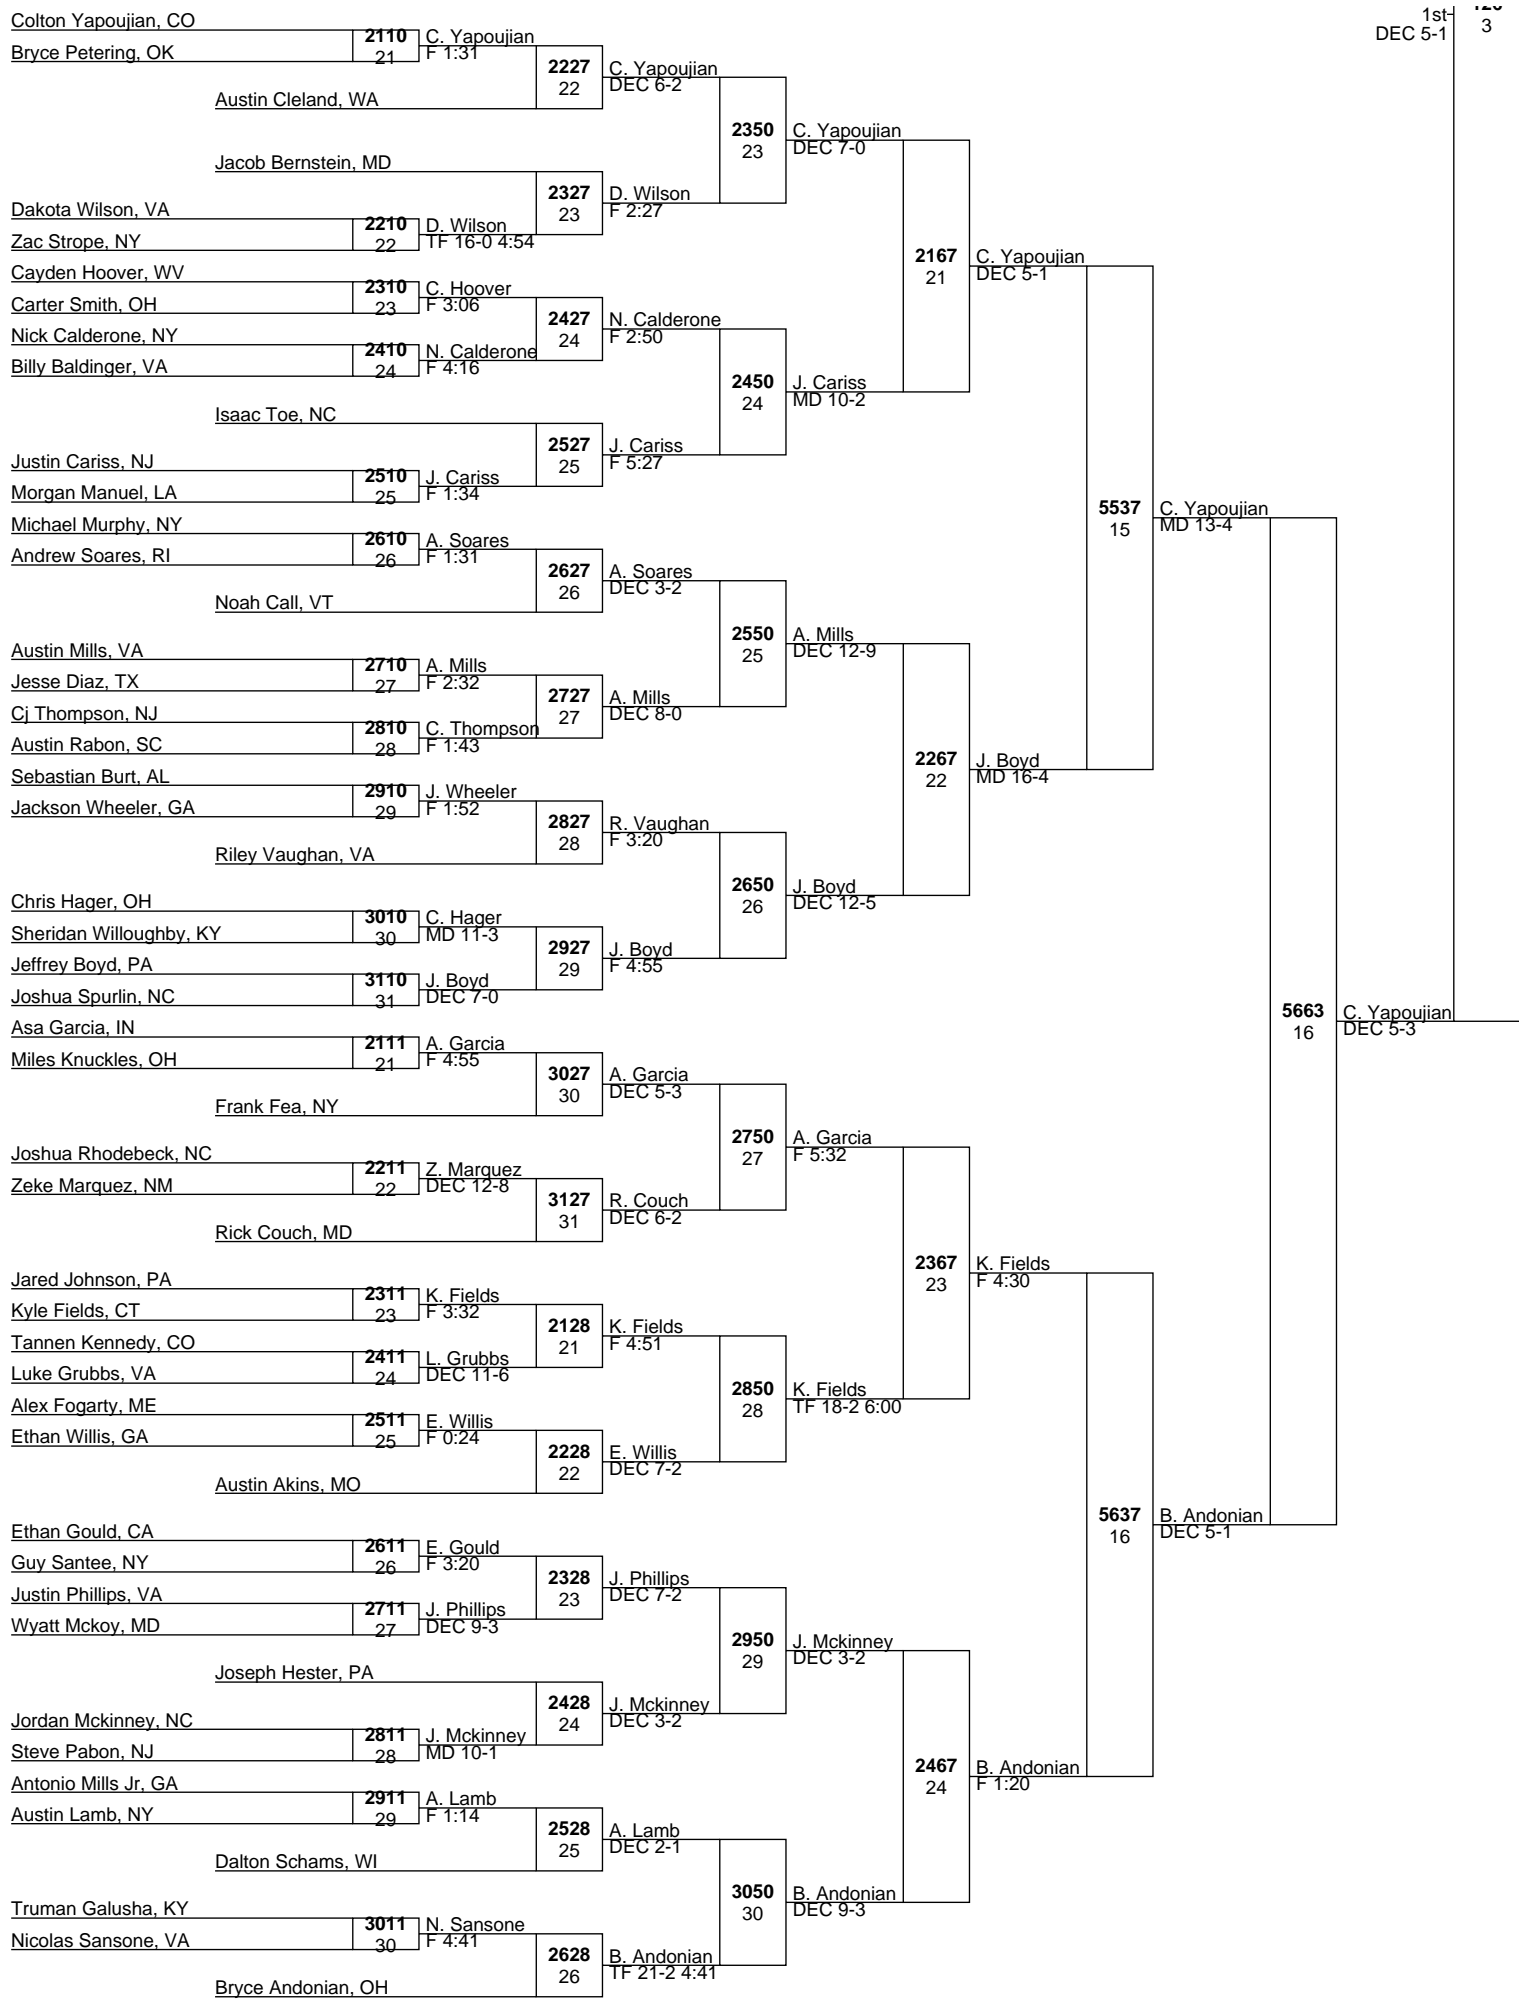 Colton Yapoujian, CO
Bryce Petering, OK
2110
21
C. Yapoujian
F 1:31
Austin Cleland, WA
2227
22
C. Yapoujian
DEC 6-2
Jacob Bernstein, MD
Dakota Wilson, VA
Zac Strope, NY
2210
22
D. Wilson
TF 16-0 4:54
2327
23
D. Wilson
F 2:27
2350
23
C. Yapoujian
DEC 7-0
Cayden Hoover, WV
Carter Smith, OH
2310
23
C. Hoover
F 3:06
Nick Calderone, NY
Billy Baldinger, VA
2410
24
N. Calderone
F 4:16
2427
24
N. Calderone
F 2:50
Isaac Toe, NC
Justin Cariss, NJ
Morgan Manuel, LA
2510
25
J. Cariss
F 1:34
2527
25
J. Cariss
F 5:27
2450
24
J. Cariss
MD 10-2
2167
21
C. Yapoujian
DEC 5-1
Michael Murphy, NY
Andrew Soares, RI
2610
26
A. Soares
F 1:31
Noah Call, VT
2627
26
A. Soares
DEC 3-2
Austin Mills, VA
Jesse Diaz, TX
2710
27
A. Mills
F 2:32
Cj Thompson, NJ
Austin Rabon, SC
2810
28
C. Thompson
F 1:43
2727
27
A. Mills
DEC 8-0
2550
25
A. Mills
DEC 12-9
Sebastian Burt, AL
Jackson Wheeler, GA
2910
29
J. Wheeler
F 1:52
Riley Vaughan, VA
2827
28
R. Vaughan
F 3:20
Chris Hager, OH
Sheridan Willoughby, KY
3010
30
C. Hager
MD 11-3
Jeffrey Boyd, PA
Joshua Spurlin, NC
3110
31
J. Boyd
DEC 7-0
2927
29
J. Boyd
F 4:55
2650
26
J. Boyd
DEC 12-5
2267
22
J. Boyd
MD 16-4
5537
15
C. Yapoujian
MD 13-4
Asa Garcia, IN
Miles Knuckles, OH
2111
21
A. Garcia
F 4:55
Frank Fea, NY
3027
30
A. Garcia
DEC 5-3
Joshua Rhodebeck, NC
Zeke Marquez, NM
2211
22
Z. Marquez
DEC 12-8
Rick Couch, MD
3127
31
R. Couch
DEC 6-2
2750
27
A. Garcia
F 5:32
Jared Johnson, PA
Kyle Fields, CT
2311
23
K. Fields
F 3:32
Tannen Kennedy, CO
Luke Grubbs, VA
2411
24
L. Grubbs
DEC 11-6
2128
21
K. Fields
F 4:51
Alex Fogarty, ME
Ethan Willis, GA
2511
25
E. Willis
F 0:24
Austin Akins, MO
2228
22
E. Willis
DEC 7-2
2850
28
K. Fields
TF 18-2 6:00
2367
23
K. Fields
F 4:30
Ethan Gould, CA
Guy Santee, NY
2611
26
E. Gould
F 3:20
Justin Phillips, VA
Wyatt Mckoy, MD
2711
27
J. Phillips
DEC 9-3
2328
23
J. Phillips
DEC 7-2
Joseph Hester, PA
Jordan Mckinney, NC
Steve Pabon, NJ
2811
28
J. Mckinney
MD 10-1
2428
24
J. Mckinney
DEC 3-2
2950
29
J. Mckinney
DEC 3-2
Antonio Mills Jr, GA
Austin Lamb, NY
2911
29
A. Lamb
F 1:14
Dalton Schams, WI
2528
25
A. Lamb
DEC 2-1
Truman Galusha, KY
Nicolas Sansone, VA
3011
30
N. Sansone
F 4:41
Bryce Andonian, OH
2628
26
B. Andonian
TF 21-2 4:41
3050
30
B. Andonian
DEC 9-3
2467
24
B. Andonian
F 1:20
5637
16
B. Andonian
DEC 5-1
5663
16
C. Yapoujian
DEC 5-3
1st
DEC 5-1
3